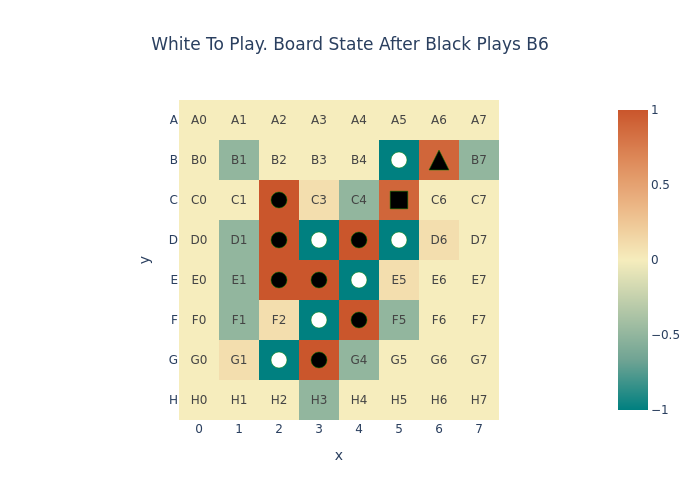 White To Play. Board State After Black Plays B6
A A0 A1 A2 A3 A4 A5 A6 A7
B B0 B1 B2 B3 B4 B7
C C0 C1 C3 C4 C6 C7
D D0 D1 D6 D7
E E0 E1 E5 E6 E7
F F0 F1 F2 F5 F6 F7
G G0 G1 G4 G5 G6 G7
H H0 H1 H2 H3 H4 H5 H6 H7
0 1 2 3 4 5 6 7
x
y
1
0.5
0
−0.5
−1